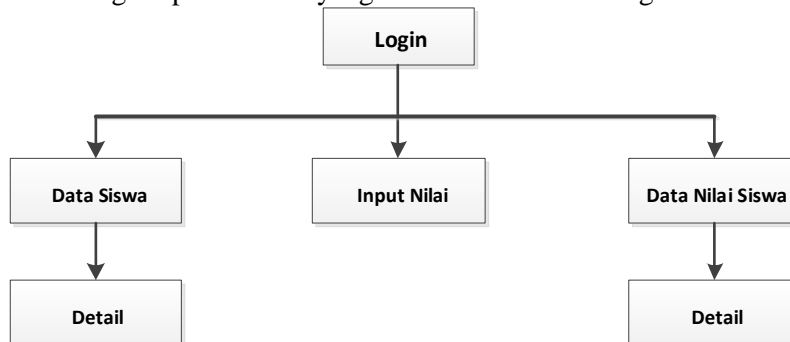 Login
Data Siswa
Input Nilai
Data Nilai Siswa
Detail
Detail